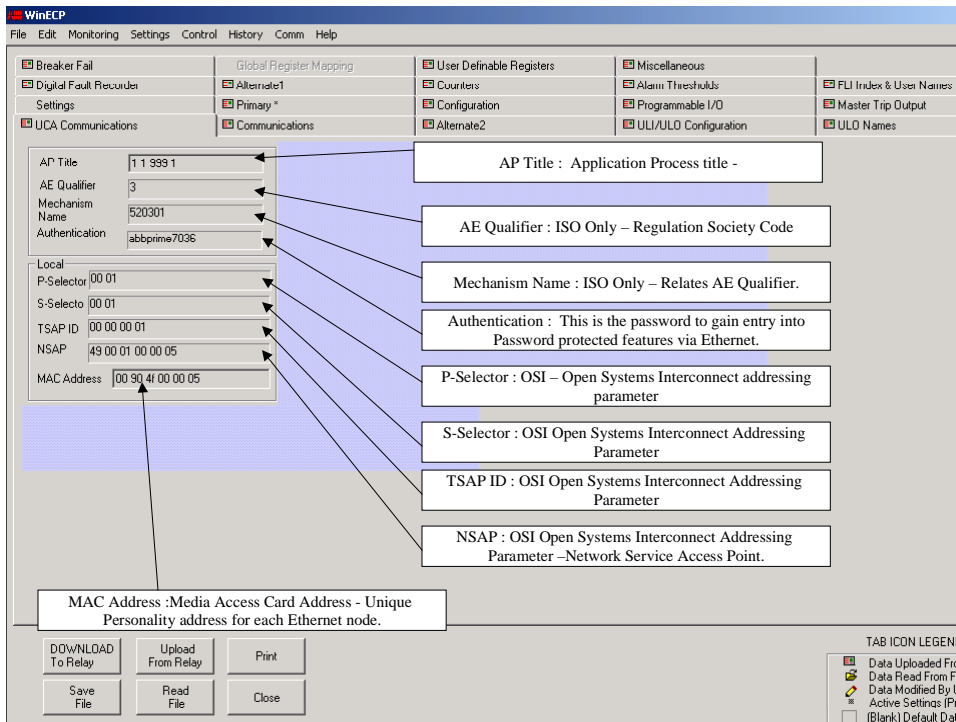 WinECP
File Edit Monitoring Settings Control History Comm Help
Breaker Fail
Global Register Mapping
User Definable Registers
Miscellaneous
Digital Fault Recorder
Alternate1
Counters
Alarm Thresholds
FLI Index & User Names
Settings
Primary *
Configuration
Programmable I/O
Master Trip Output
UCA Communications
Communications
Alternate2
ULI/ULO Configuration
ULO Names
AP Title
1 1 999 1
AE Qualifier
3
Mechanism
Name
520301
Authentication
abbprime7036
Local
P-Selector
00 01
S-Selecto
00 01
TSAP ID
00 00 00 01
NSAP
49 00 01 00 00 05
MAC Address
00 90 4f 00 00 05
AP Title : Application Process title -
AE Qualifier : ISO Only – Regulation Society Code
Mechanism Name : ISO Only – Relates AE Qualifier.
Authentication : This is the password to gain entry into
Password protected features via Ethernet.
P-Selector : OSI – Open Systems Interconnect addressing
parameter
S-Selector : OSI Open Systems Interconnect Addressing
Parameter
TSAP ID : OSI Open Systems Interconnect Addressing
Parameter
NSAP : OSI Open Systems Interconnect Addressing
Parameter –Network Service Access Point.
MAC Address :Media Access Card Address - Unique
Personality address for each Ethernet node.
DOWNLOAD
To Relay
Upload
From Relay
Print
Save
File
Read
File
Close
TAB ICON LEGEN
Data Uploaded Fro
Data Read From F
Data Modified By U
Active Settings (Pr
(Blank) Default Dat